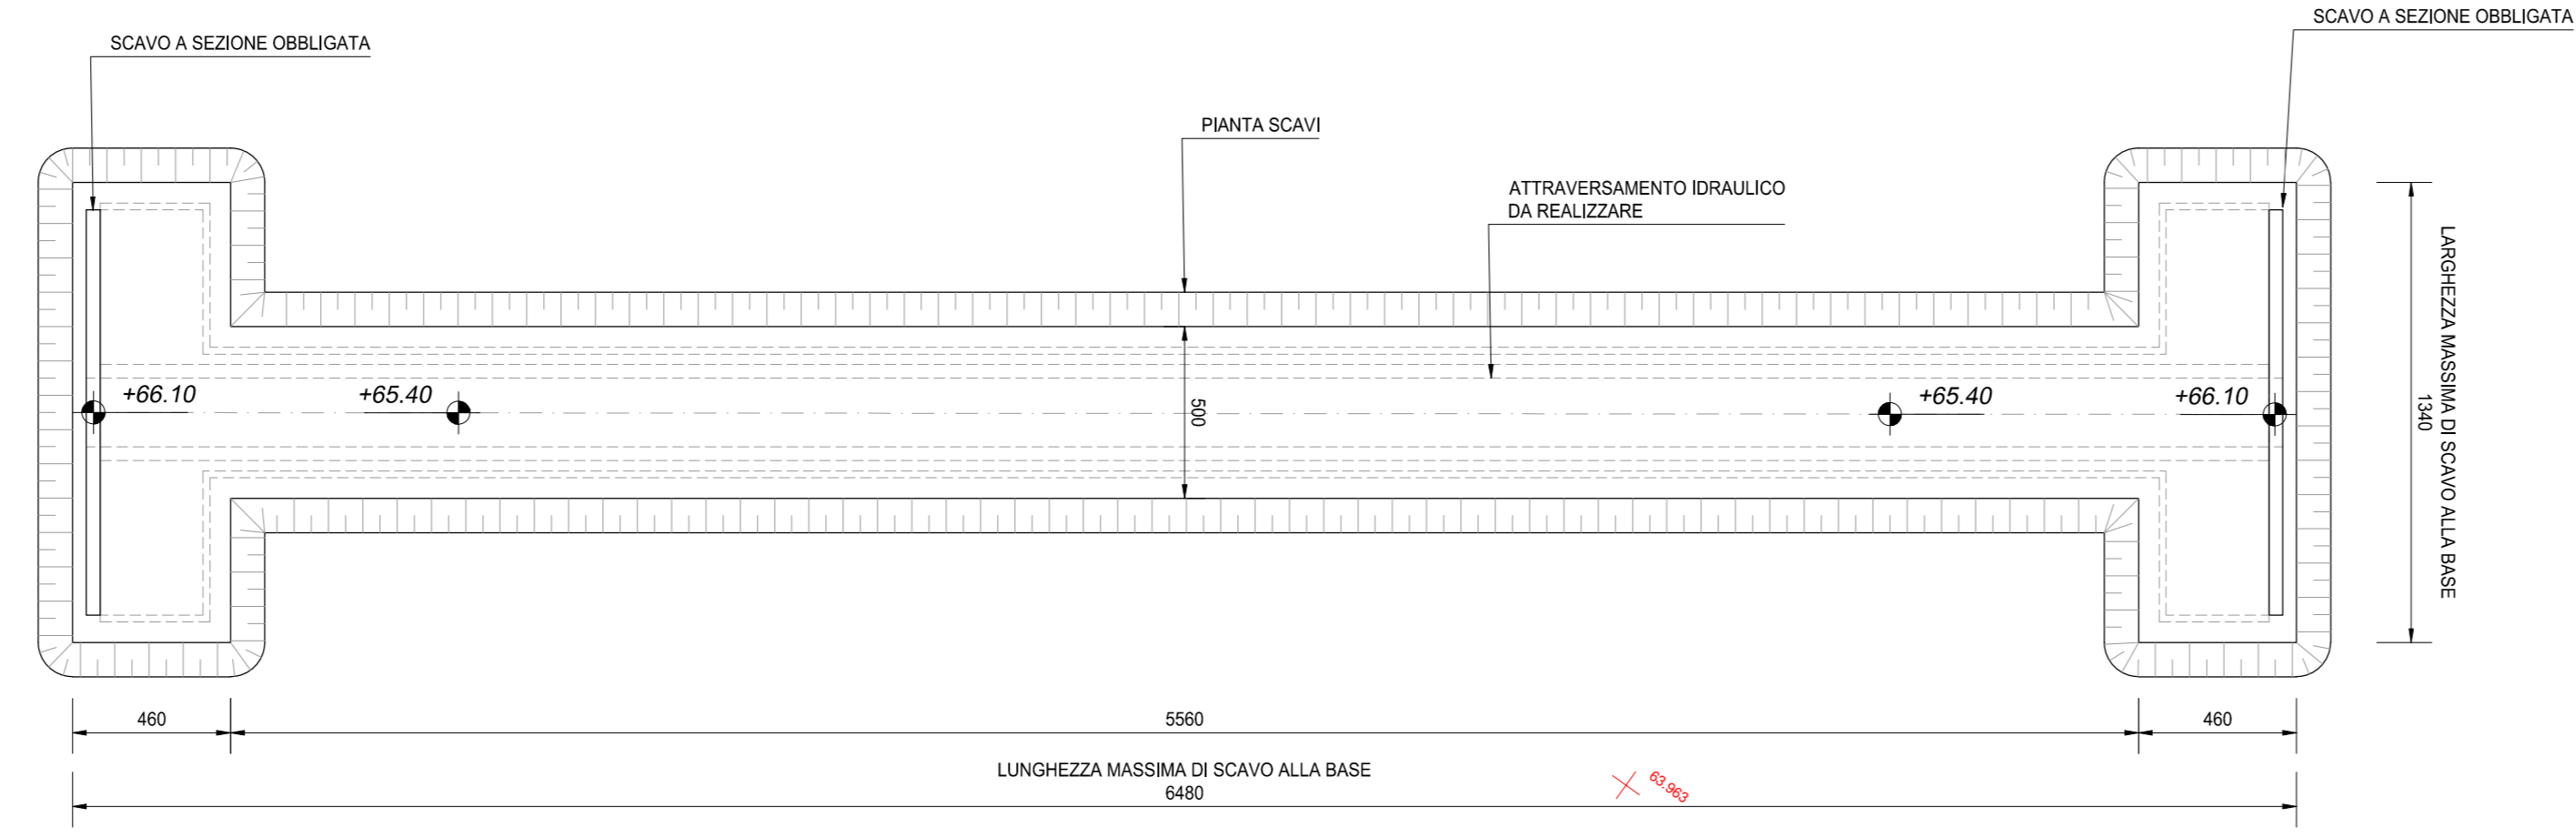 SCAVO A SEZIONE OBBLIGATA
SCAVO A SEZIONE OBBLIGATA
PIANTA SCAVI
ATTRAVERSAMENTO IDRAULICO
DA REALIZZARE
+66.10
+65.40
500
+65.40
+66.10
LARGHEZZA MASSIMA DI SCAVO ALLA BASE
1340
460
5560
460
LUNGHEZZA MASSIMA DI SCAVO ALLA BASE
6480
63.963